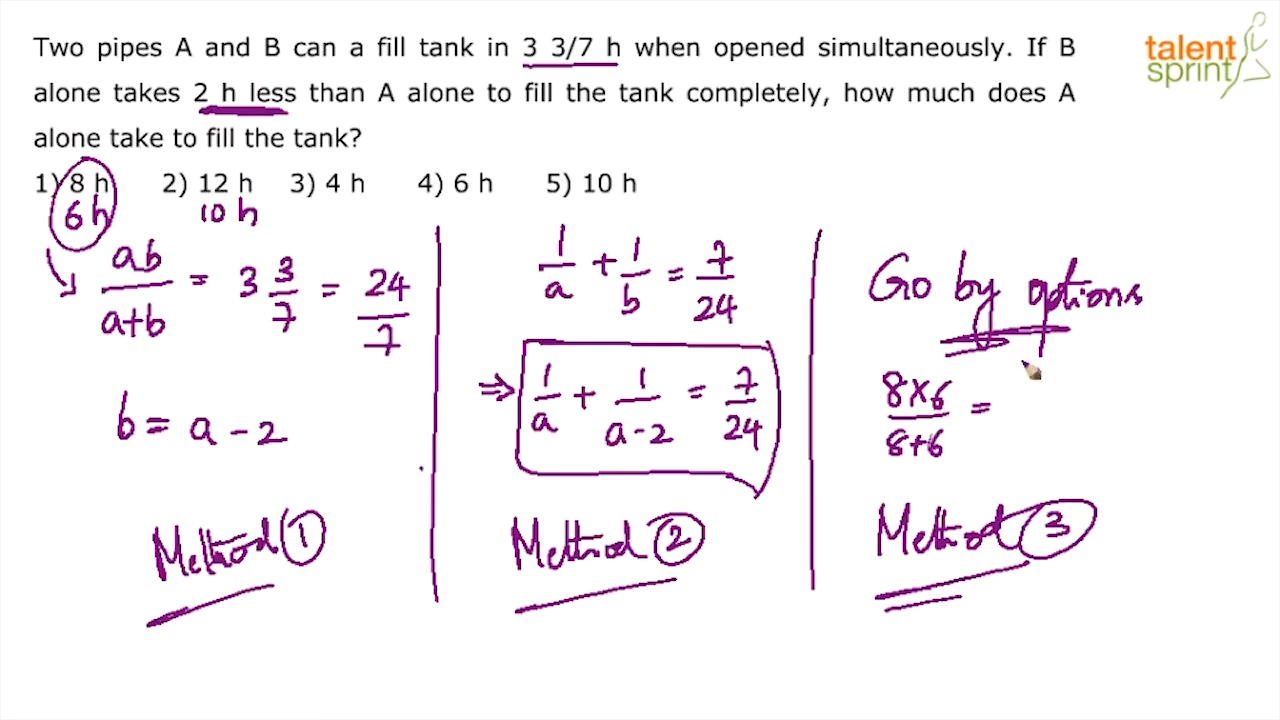 Two pipes A and B can a fill tank in 3 3/7 h when opened simultaneously. If B
alone takes 2 h less than A alone to fill the tank completely, how much does A
alone take to fill the tank?
1) 8 h 2) 12 h 3) 4 h 4) 6 h 5) 10 h
6h 10 h
talent
sprint
ab/a+b = 3 3/7 = 24/7
b = a - 2
Method 1
1/a + 1/b = 7/24
⇒ 1/a + 1/a-2 = 7/24
Method 2
Go by options
8×6/8+6 =
Method 3